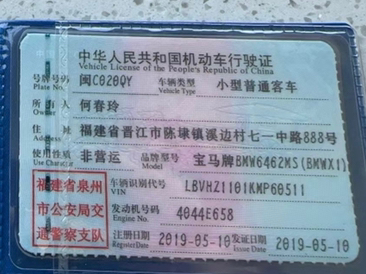 中华人民共和国机动车行驶证
Vehicle License of the People's Republic of China
号牌号码 闽C020QY 车辆类型 小型普通客车
Plate No. Vehicle Type
所有人 何春玲
Owner
住址 福建省晋江市陈埭镇溪边村七一中路888号
Address
使用性质 非营运 品牌型号 宝马牌BMW6462MS(BMWX1)
Use Character Model
福建省泉州 车辆识别代号 LBVHZ1101KMP60511
VIN
市公安局交 发动机号码 4044E658
Engine No.
通警察支队 注册日期 2019-05-10 发证日期 2019-05-10
Register Date Issue Date